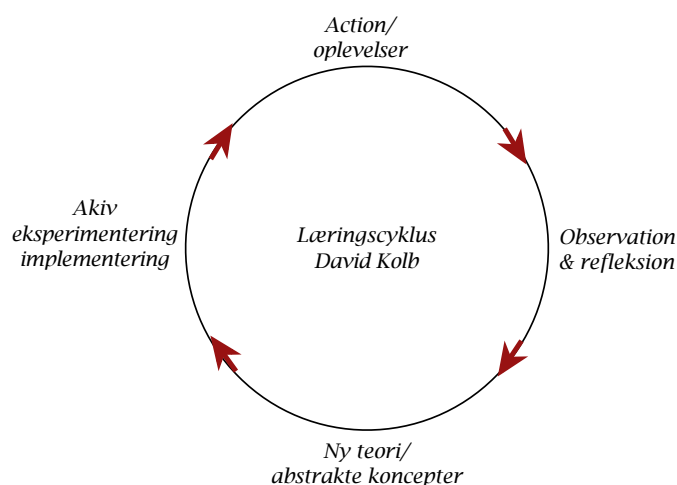 Action/
oplevelser
Akiv
eksperimentering
implementering
Læringscyklus
David Kolb
Observation
& refleksion
Ny teori/
abstrakte koncepter